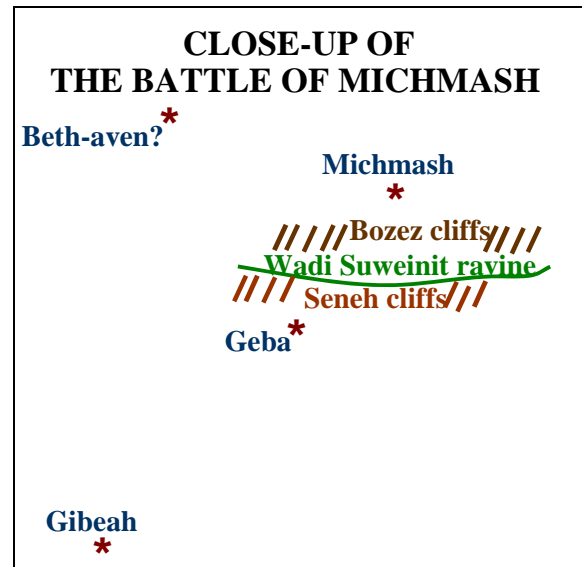 CLOSE-UP OF
THE BATTLE OF MICHMASH
*
Beth-aven?
Michmash
*
Bozez cliffs
Wadi Suweinit ravine
Seneh cliffs
*
Geba
Gibeah
*